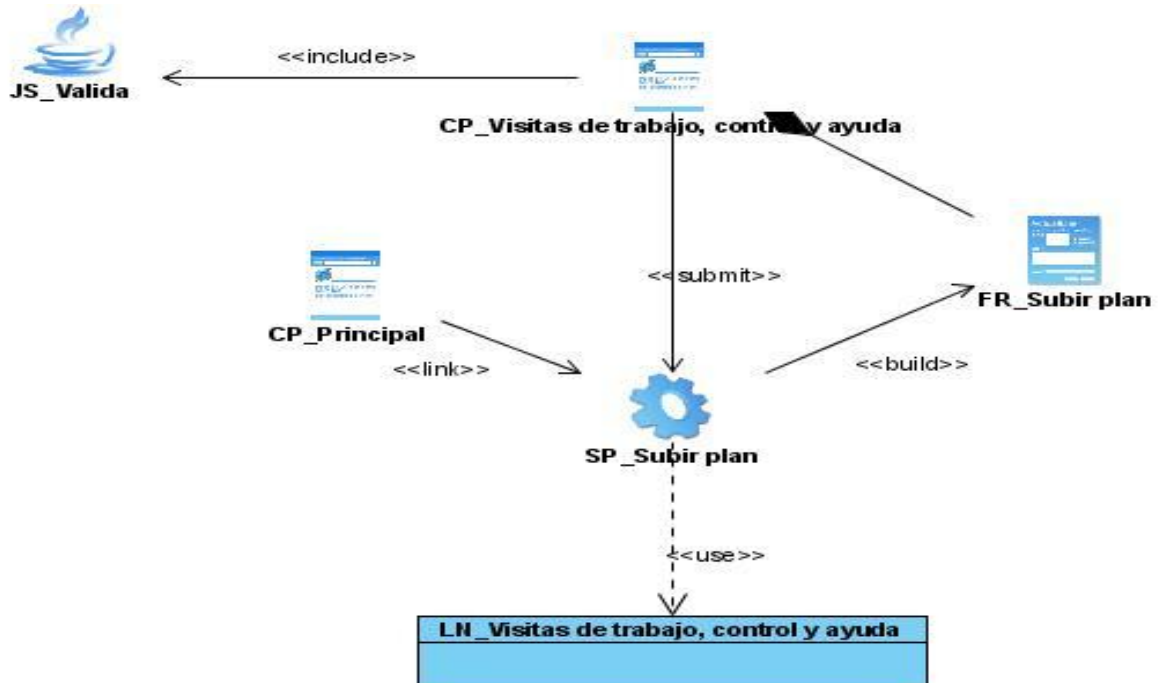 <<include>>
JS_Valida
CP_Visitas de trabajo, control y ayuda
<<submit>>
FR_Subir plan
CP_Principal
<<link>>
<<build>>
SP_Subir plan
<<use>>
LN_Visitas de trabajo, control y ayuda